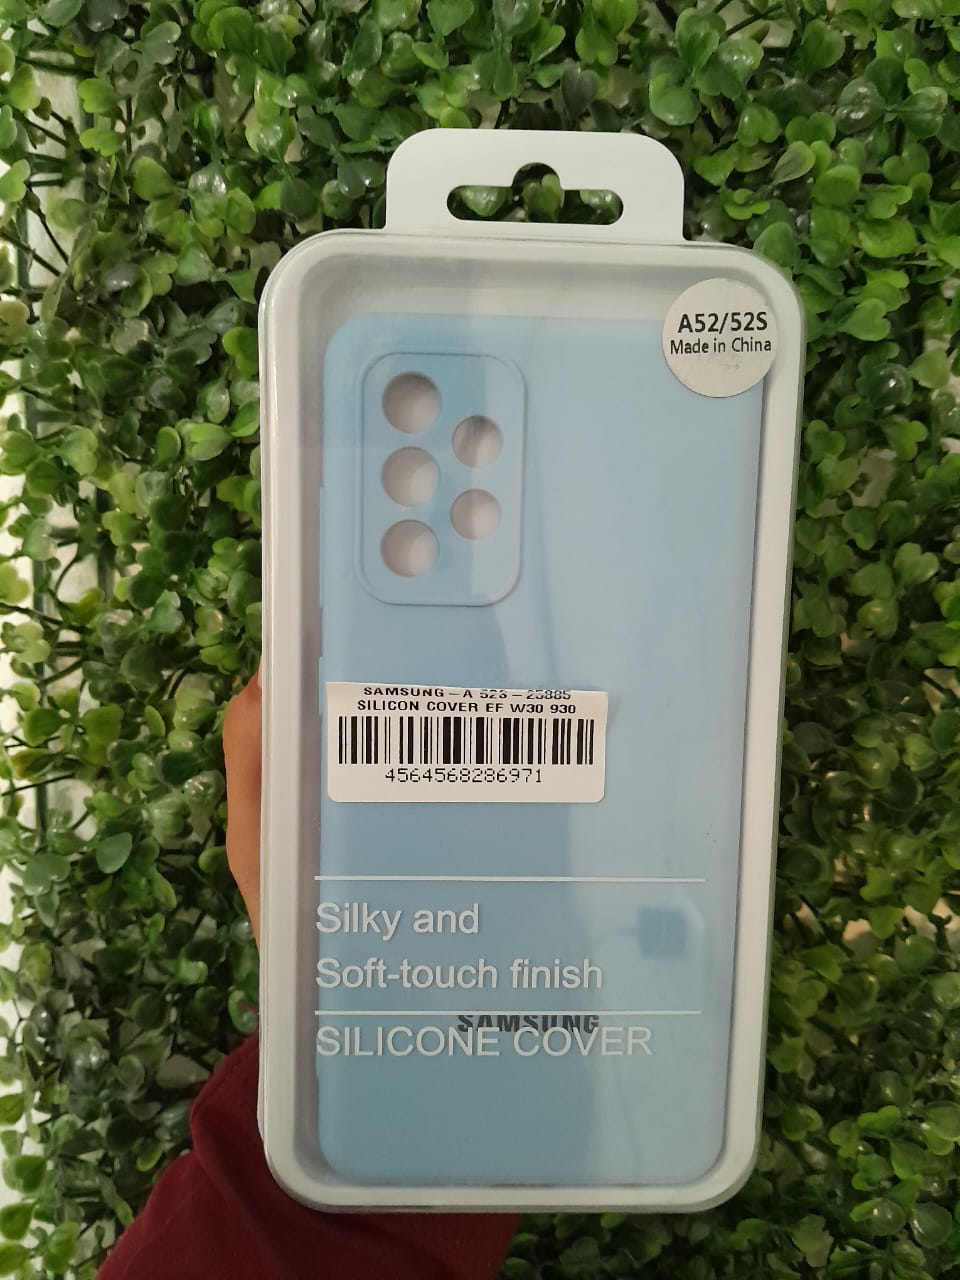 A52/52S
Made in China
SAMSUNG-A 52S-25885
SILICON COVER EF W30 930
4564568286971
Silky and
Soft-touch finish
SAMSUNG
SILICONE COVER